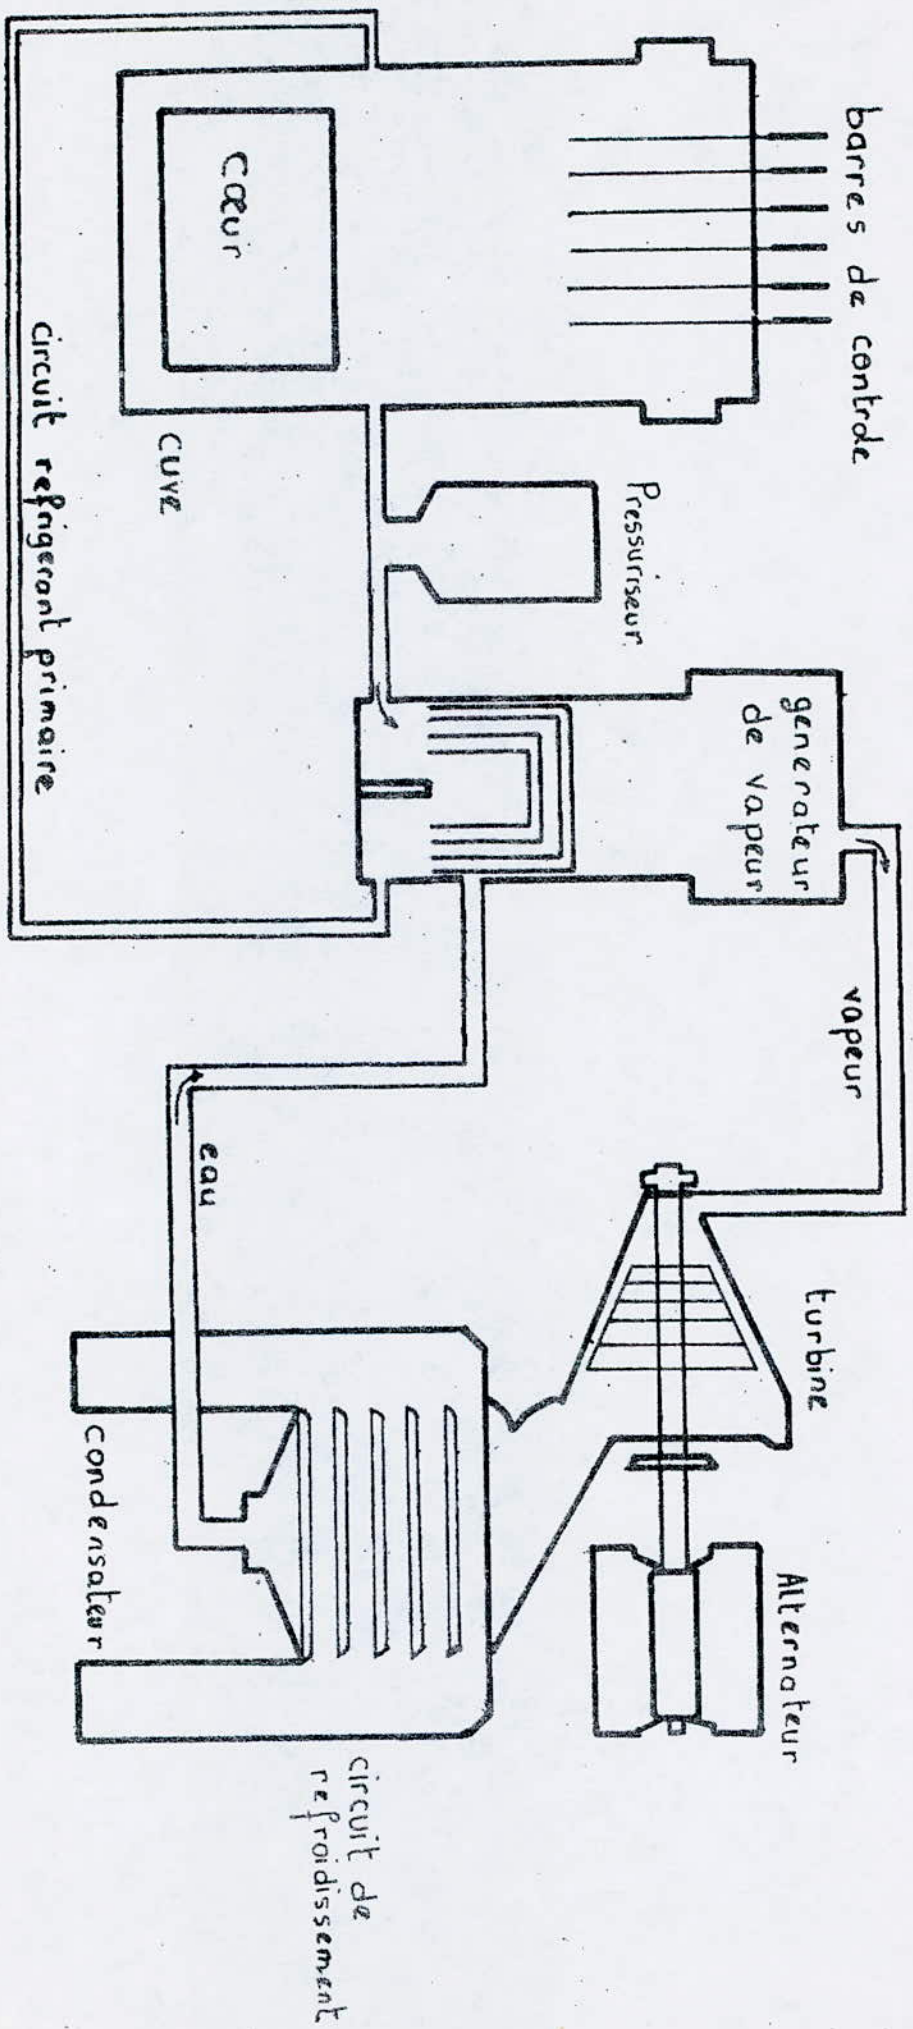 barres de controle
Pressuriseur
generateur
de vapeur
vapeur
turbine
Alternateur
cœur
cuve
circuit refrigerant primaire
eau
condensateur
circuit de
refroidissement